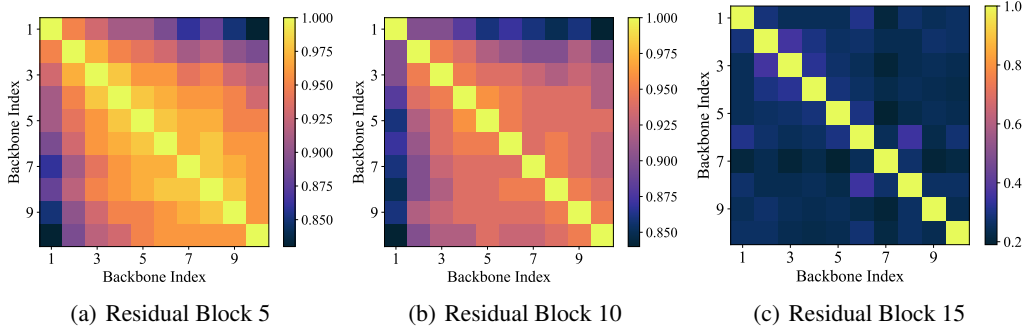 1
3
5
7
9
Backbone Index
1 3 5 7 9
Backbone Index
1.000
0.975
0.950
0.925
0.900
0.875
0.850
(a) Residual Block 5
1
3
5
7
9
Backbone Index
1 3 5 7 9
Backbone Index
1.000
0.975
0.950
0.925
0.900
0.875
0.850
(b) Residual Block 10
1
3
5
7
9
Backbone Index
1 3 5 7 9
Backbone Index
1.0
0.8
0.6
0.4
0.2
(c) Residual Block 15